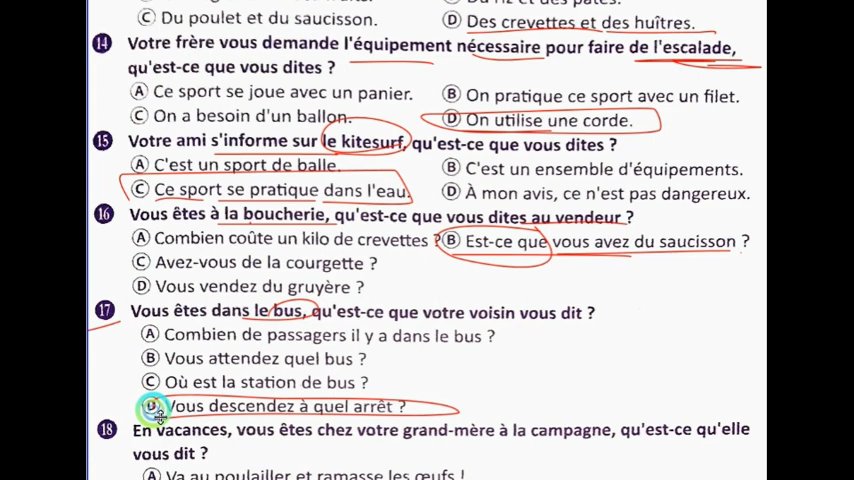 C Du poulet et du saucisson.
D Des crevettes et des huîtres.
14 Votre frère vous demande l'équipement nécessaire pour faire de l'escalade,
qu'est-ce que vous dites ?
A Ce sport se joue avec un panier.
B On pratique ce sport avec un filet.
C On a besoin d'un ballon.
D On utilise une corde.
15 Votre ami s'informe sur le kitesurf, qu'est-ce que vous dites ?
A C'est un sport de balle.
B C'est un ensemble d'équipements.
C Ce sport se pratique dans l'eau.
D À mon avis, ce n'est pas dangereux.
16 Vous êtes à la boucherie, qu'est-ce que vous dites au vendeur ?
A Combien coûte un kilo de crevettes ?
B Est-ce que vous avez du saucisson ?
C Avez-vous de la courgette ?
D Vous vendez du gruyère ?
17 Vous êtes dans le bus, qu'est-ce que votre voisin vous dit ?
A Combien de passagers il y a dans le bus ?
B Vous attendez quel bus ?
C Où est la station de bus ?
D Vous descendez à quel arrêt ?
18 En vacances, vous êtes chez votre grand-mère à la campagne, qu'est-ce qu'elle
vous dit ?
A Va au poulailler et ramasse les œufs !